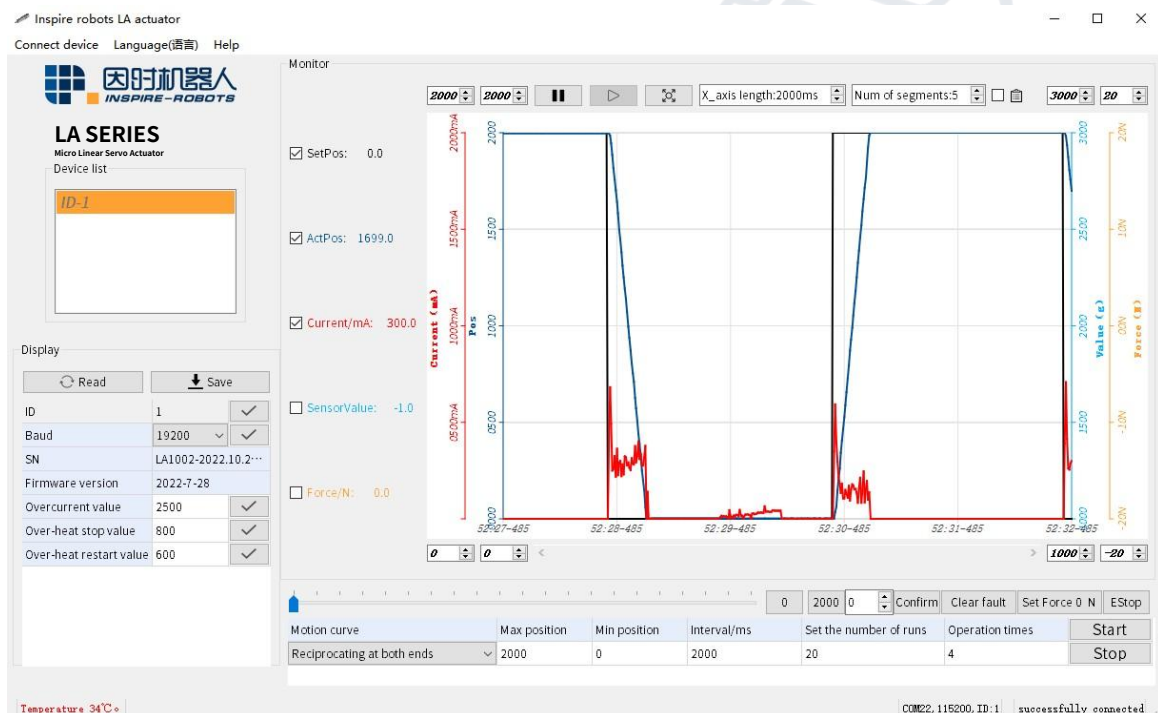 Inspire robots LA actuator
Connect device Language(语言) Help
因时机器人
INSPIRE-ROBOTS
LA SERIES
Micro Linear Servo Actuator
Device list
ID-1
Display
Read Save
ID 1
Baud 19200
SN LA1002-2022.10.2…
Firmware version 2022-7-28
Overcurrent value 2500
Over-heat stop value 800
Over-heat restart value 600
Monitor
2000 2000 X_axis length:2000ms Num of segments:5 3000 20
SetPos: 0.0
ActPos: 1699.0
Current/mA: 300.0
SensorValue: -1.0
Force/N: 0.0
Current (mA)
2000mA
1500mA
1000mA
0500mA
Pos
2000
1500
1000
0500
000
3000
2500
2000
1500
000
Value (g)
20N
10N
00N
-10N
-20N
Force (N)
52:27-485 52:28-485 52:29-485 52:30-485 52:31-485 52:32-485
0 0 < > 1000 -20
0 2000 0 Confirm Clear fault Set Force 0 N EStop
Motion curve Max position Min position Interval/ms Set the number of runs Operation times Start
Reciprocating at both ends 2000 0 2000 20 4 Stop
Temperature 34℃。 COM22, 115200, ID:1 successfully connected